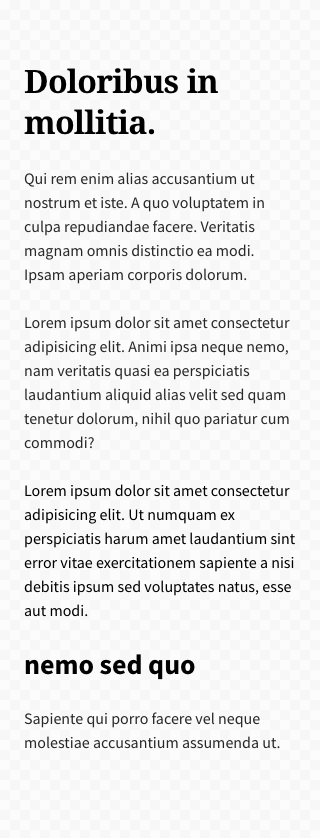 Doloribus in
mollitia.
Qui rem enim alias accusantium ut
nostrum et iste. A quo voluptatem in
culpa repudiandae facere. Veritatis
magnam omnis distinctio ea modi.
Ipsam aperiam corporis dolorum.
Lorem ipsum dolor sit amet consectetur
adipisicing elit. Animi ipsa neque nemo,
nam veritatis quasi ea perspiciatis
laudantium aliquid alias velit sed quam
tenetur dolorum, nihil quo pariatur cum
commodi?
Lorem ipsum dolor sit amet consectetur
adipisicing elit. Ut numquam ex
perspiciatis harum amet laudantium sint
error vitae exercitationem sapiente a nisi
debitis ipsum sed voluptates natus, esse
aut modi.
nemo sed quo
Sapiente qui porro facere vel neque
molestiae accusantium assumenda ut.